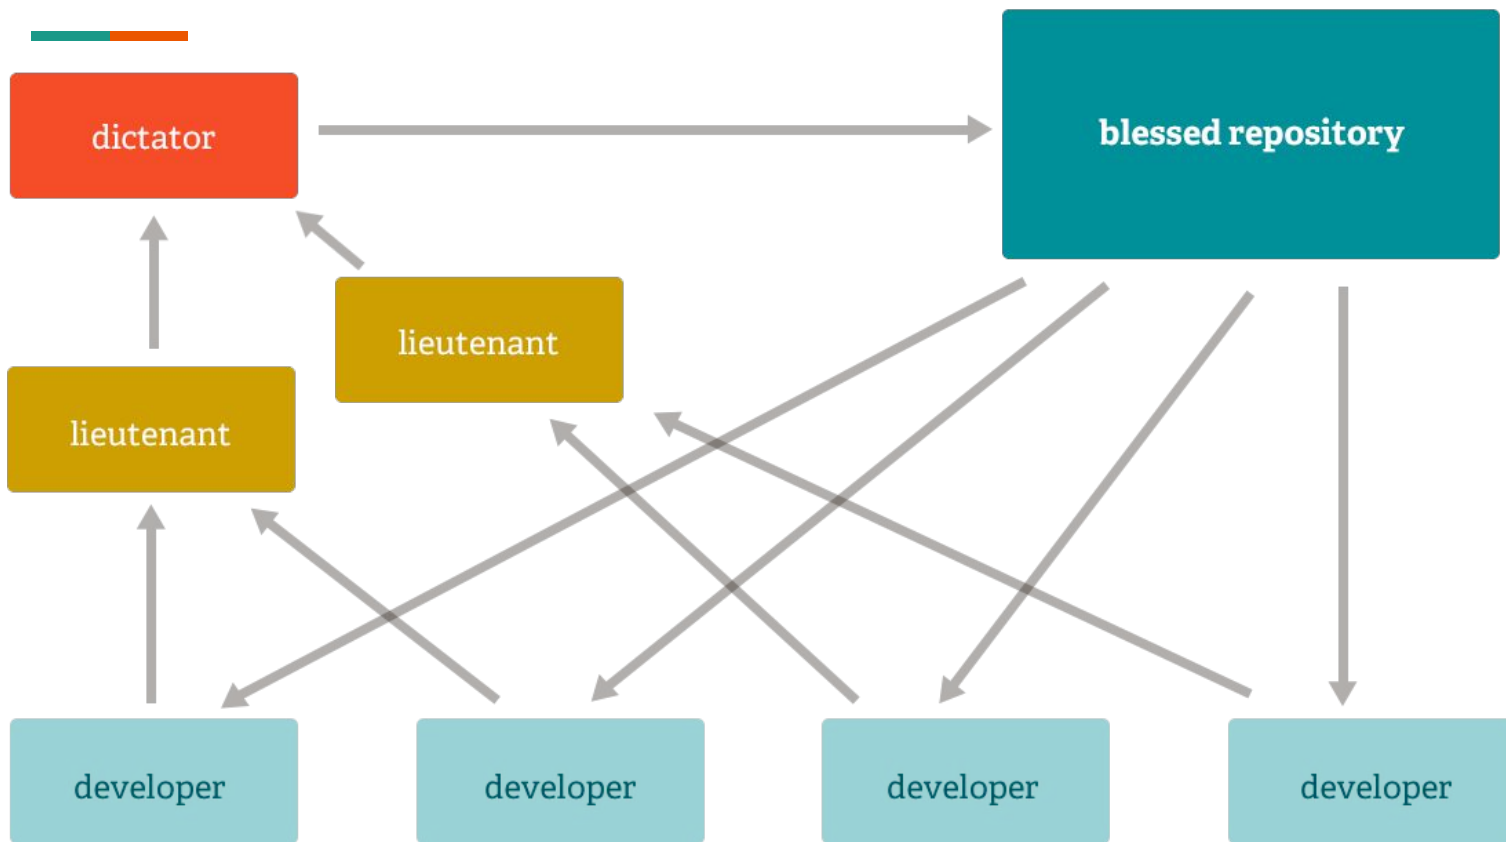 dictator
blessed repository
lieutenant
lieutenant
developer
developer
developer
developer